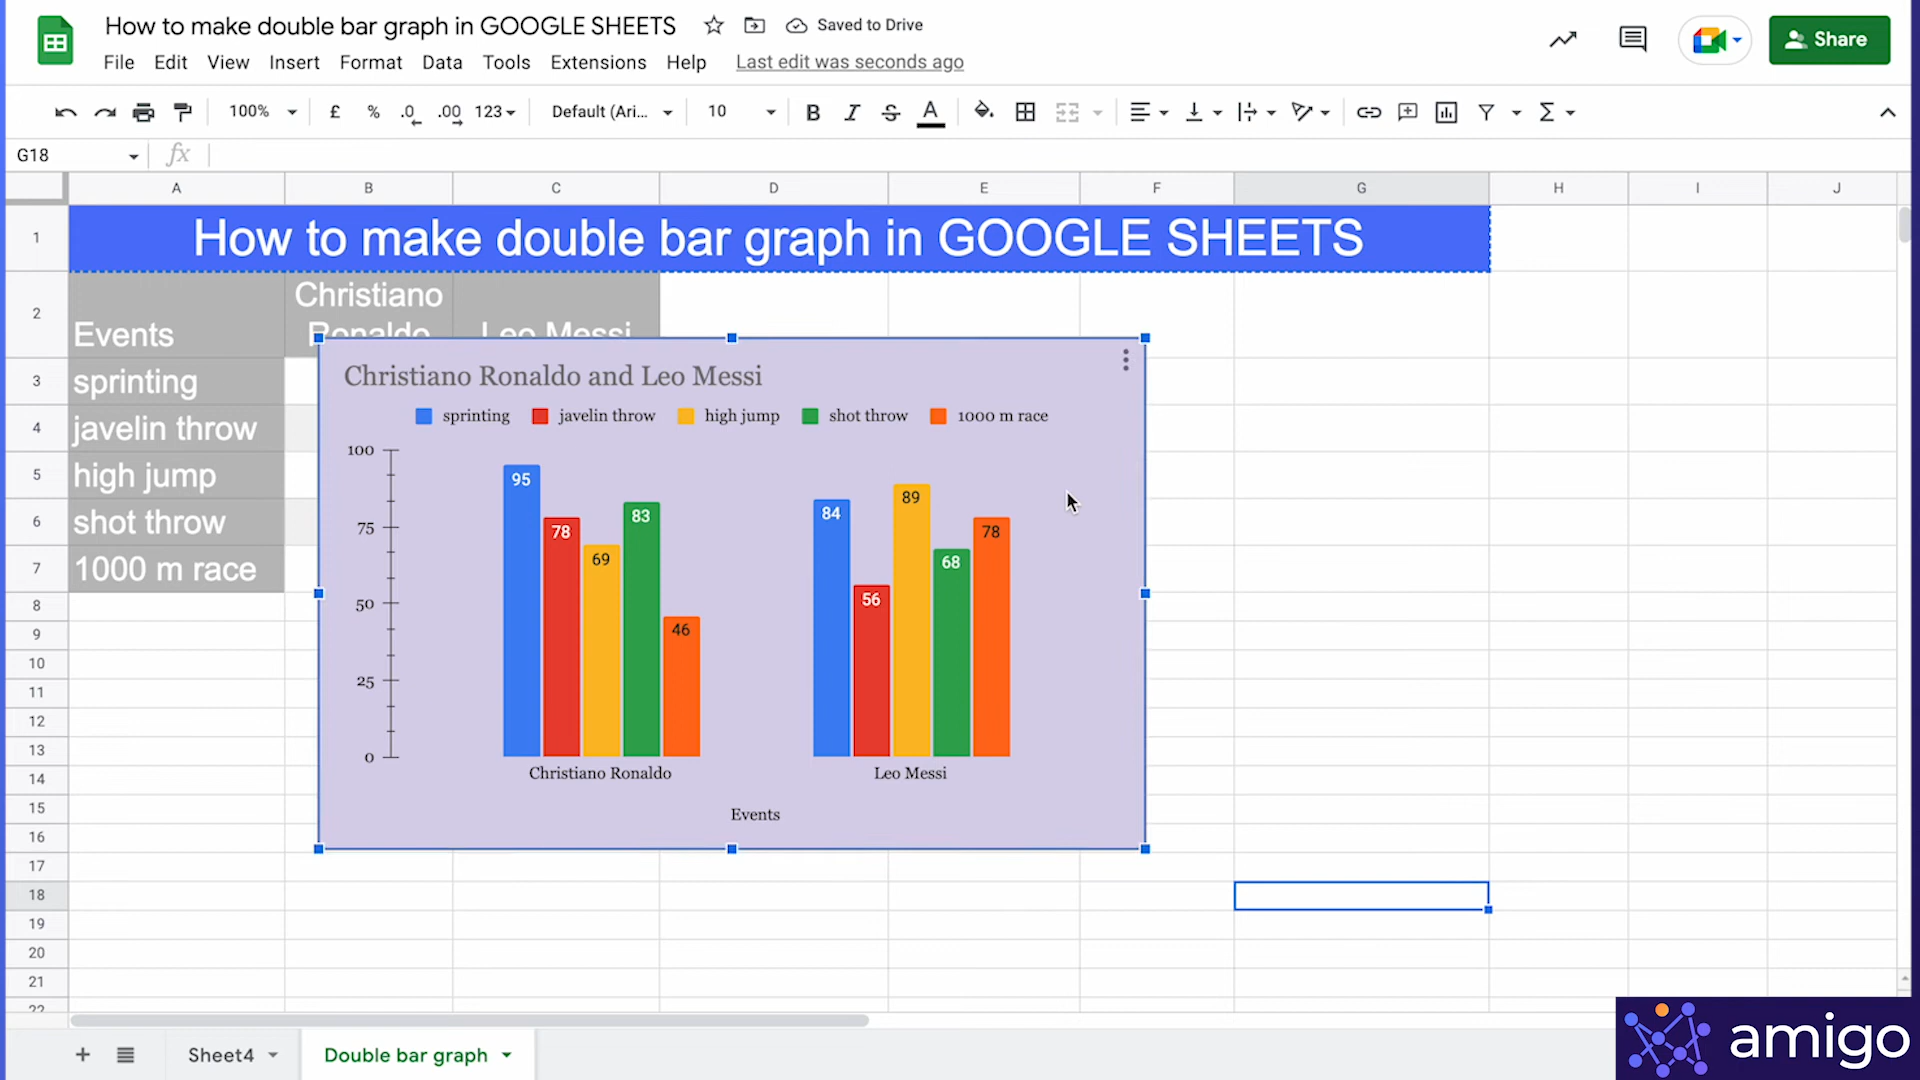 How to make double bar graph in GOOGLE SHEETS Saved to Drive
Share
File Edit View Insert Format Data Tools Extensions Help Last edit was seconds ago
100% £ % .0 .00 123 Default (Ari... 10 B I S A Σ
G18 fx
A B C D E F G H I J
1 How to make double bar graph in GOOGLE SHEETS
2 Events Christiano Ronaldo Leo Messi
3 sprinting
4 javelin throw
5 high jump
6 shot throw
7 1000 m race
8
9
10
11
12
13
14
15
16
17
18
19
20
21
22
Christiano Ronaldo and Leo Messi
sprinting javelin throw high jump shot throw 1000 m race
100
75
50
25
0
95 78 69 83 46
84 56 89 68 78
Christiano Ronaldo Leo Messi
Events
Sheet4 Double bar graph
amigo